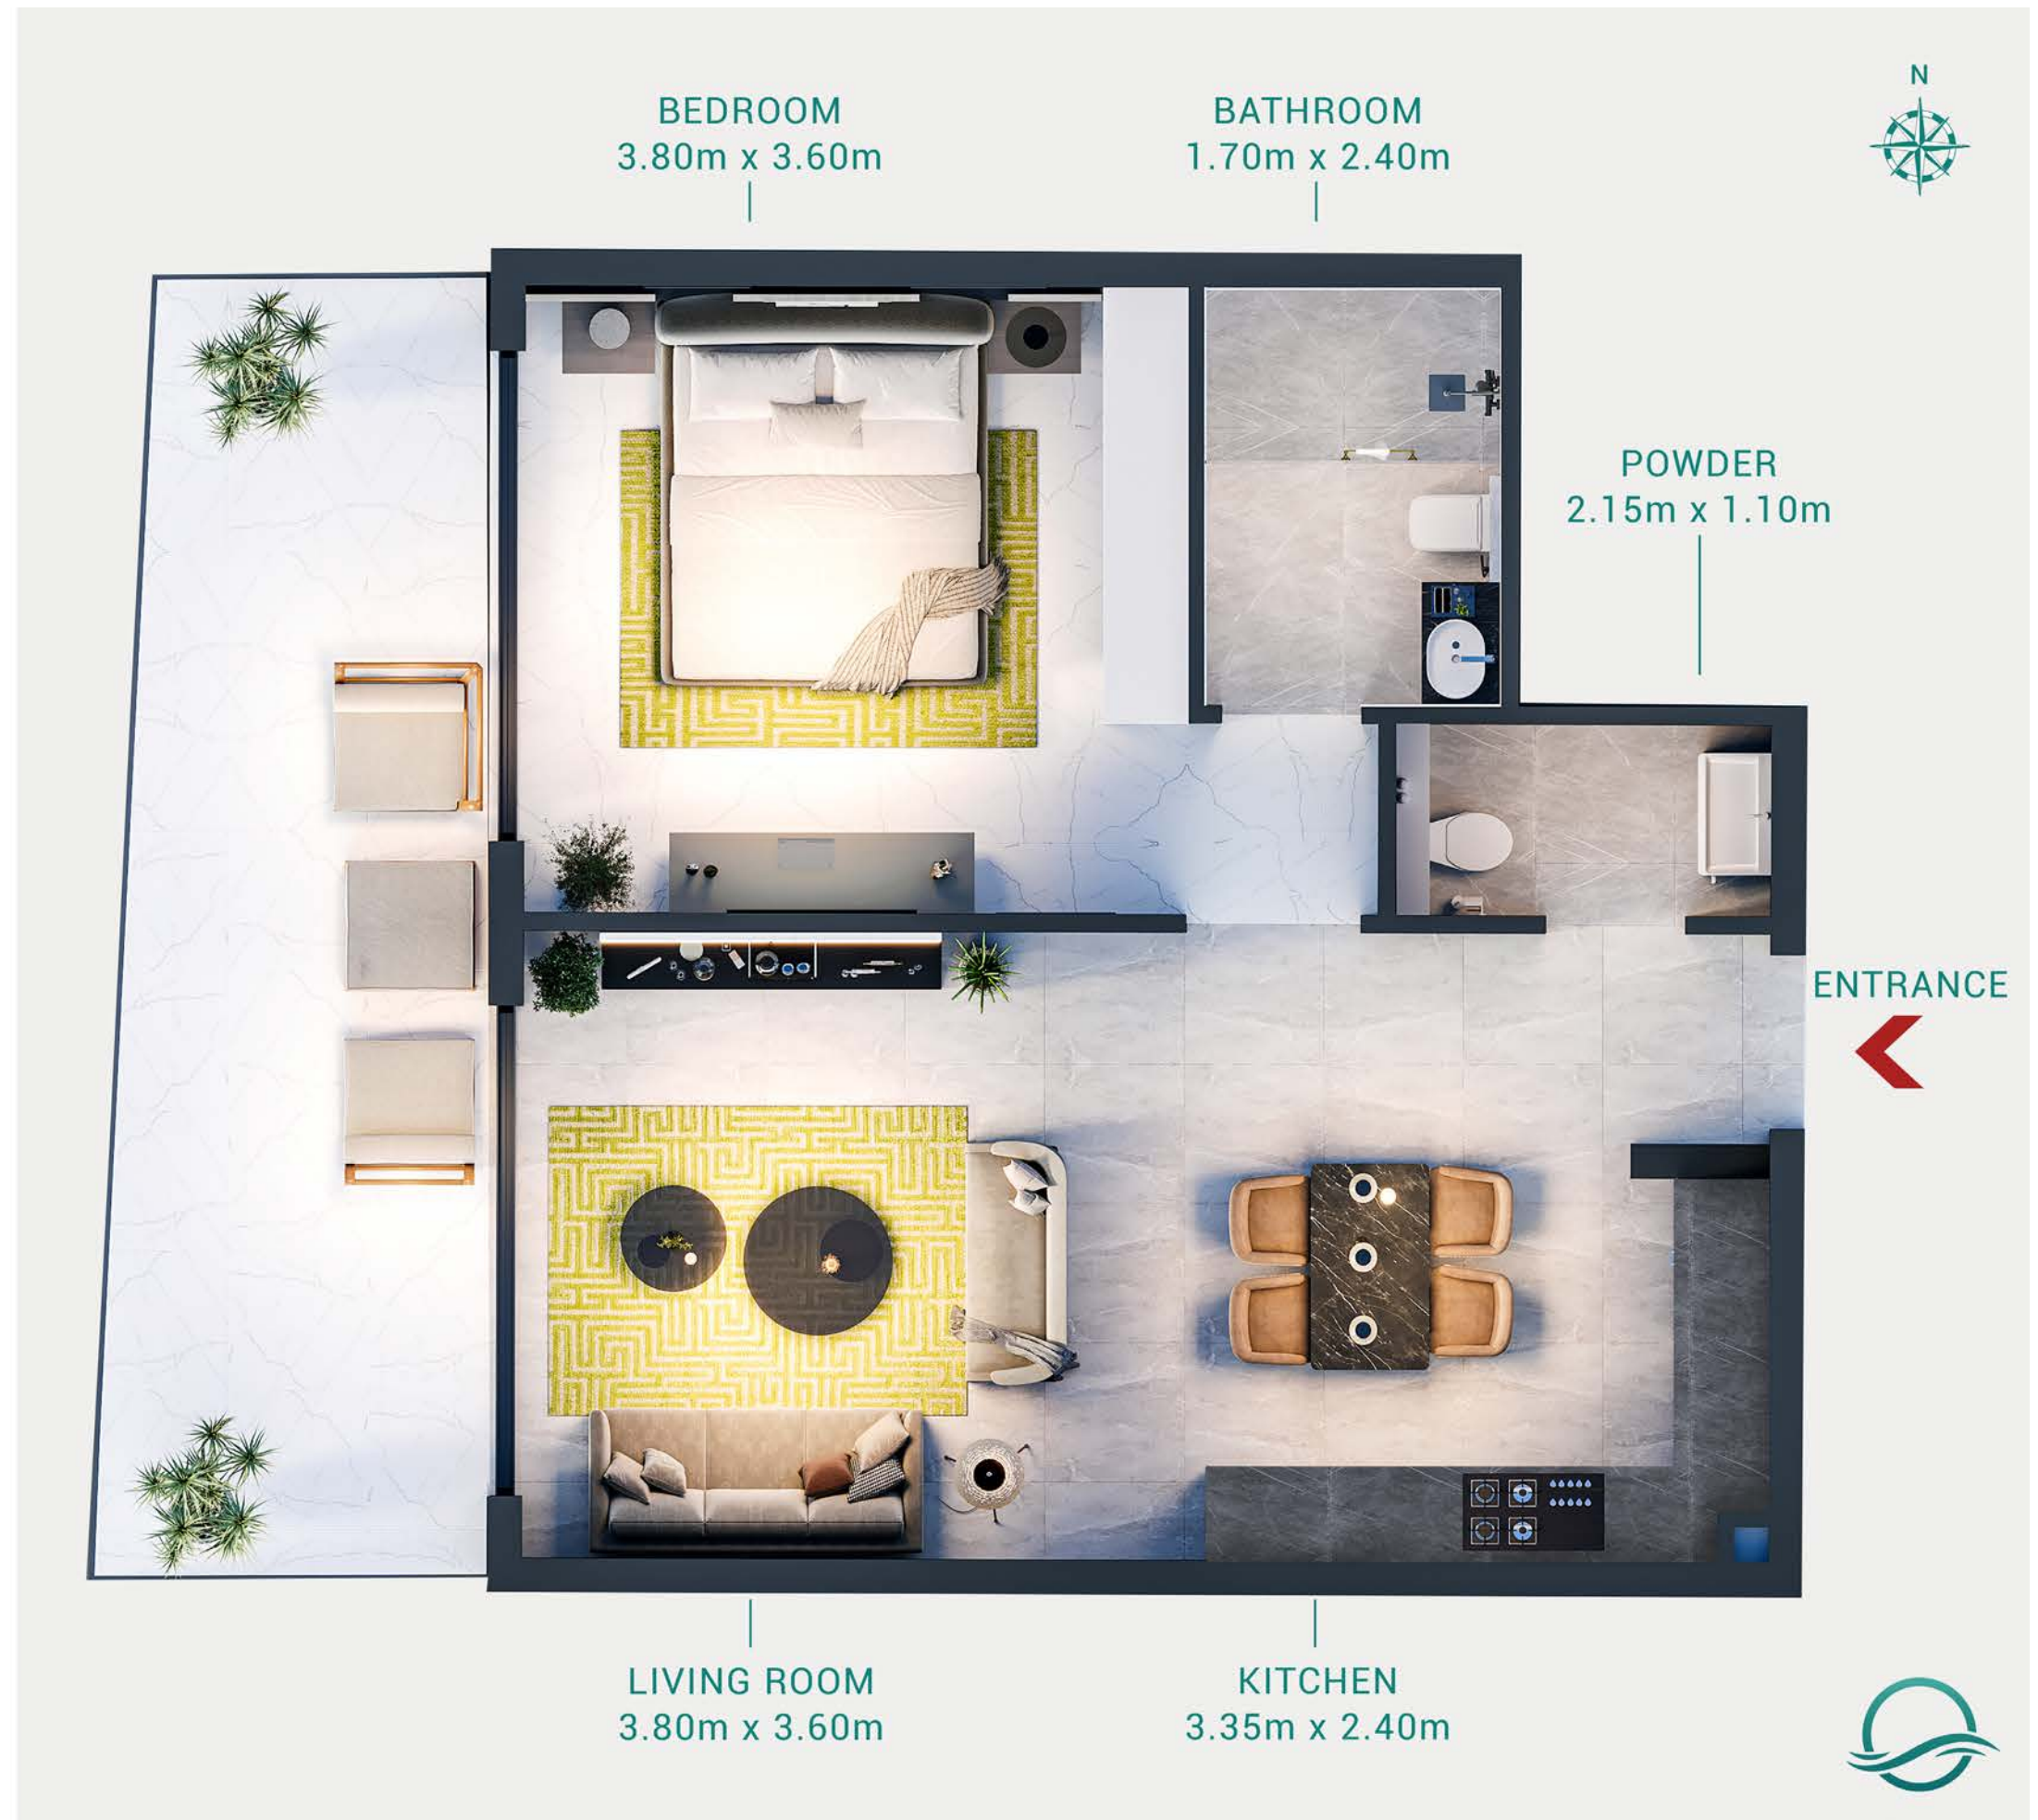 N
BEDROOM
3.80m x 3.60m
BATHROOM
1.70m x 2.40m
POWDER
2.15m x 1.10m
ENTRANCE
LIVING ROOM
3.80m x 3.60m
KITCHEN
3.35m x 2.40m